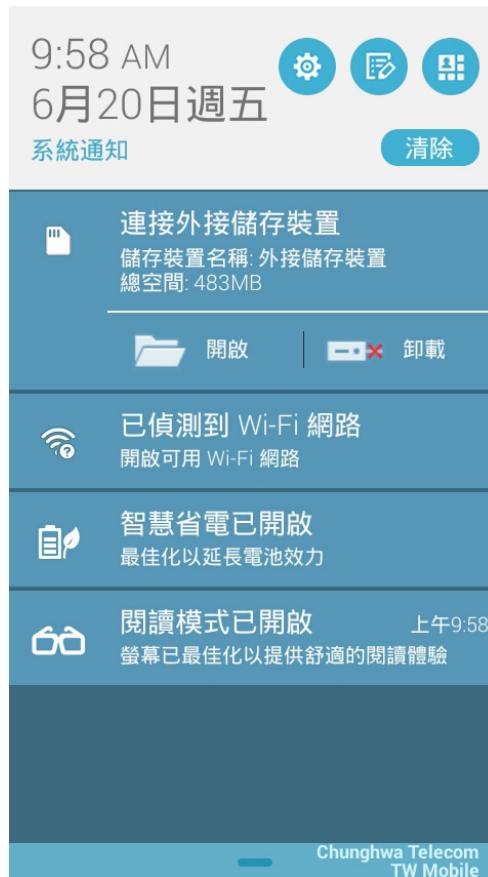 9:58 AM
6月20日週五
系統通知
清除
連接外接儲存裝置
儲存裝置名稱: 外接儲存裝置
總空間: 483MB
開啟
卸載
已偵測到 Wi-Fi 網路
開啟可用 Wi-Fi 網路
智慧省電已開啟
最佳化以延長電池效力
閱讀模式已開啟
上午9:58
螢幕已最佳化以提供舒適的閱讀體驗
Chunghwa Telecom
TW Mobile